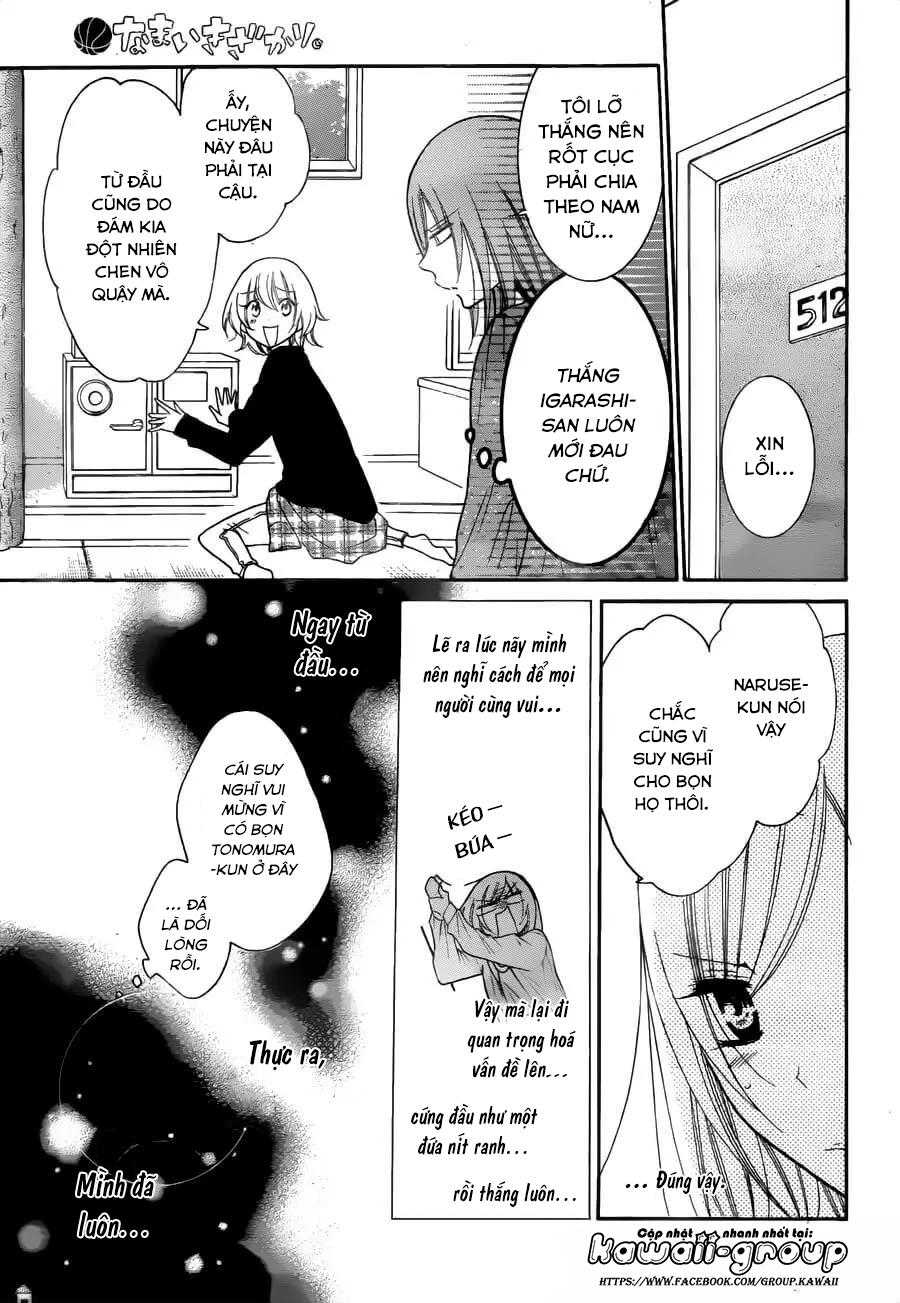 なまいきざかり。
512
XIN
LỖI...
TÔI LỠ
THẮNG NÊN
RỐT CỤC
PHẢI CHIA
THEO NAM
NỮ...
THẮNG
IGARASHI-
SAN LUÔN
MỚI ĐAU
CHỨ.
ẤY,
CHUYỆN
NÀY ĐÂU
PHẢI TẠI
CẬU.
TỪ ĐẦU
CŨNG DO
ĐÁM KIA
ĐỘT NHIÊN
CHEN VÔ
QUẬY MÀ.
NARUSE-
KUN NÓI
VẬY
CHẮC
CŨNG VÌ
SUY NGHĨ
CHO BỌN
HỌ THÔI.
... Đúng vậy.
Lẽ ra lúc nãy mình
nên nghĩ cách để mọi
người cùng vui...
KÉO —
BÚA —
Vậy mà lại đi
quan trọng hoá
vấn đề lên...
cứng đầu như một
đứa nít ranh...
rồi thắng luôn...
Ngay từ
đầu...
CÁI SUY
NGHĨ VUI
MỪNG VÌ
CÓ BỌN
TONOMURA
-KUN Ở ĐÂY
... ĐÃ
LÀ DỐI
LÒNG
RỒI.
Thực ra,
Mình đã
luôn...
Cập nhật nhanh nhất tại:
kawaii-group
HTTPS://WWW.FACEBOOK.COM/GROUP.KAWAII